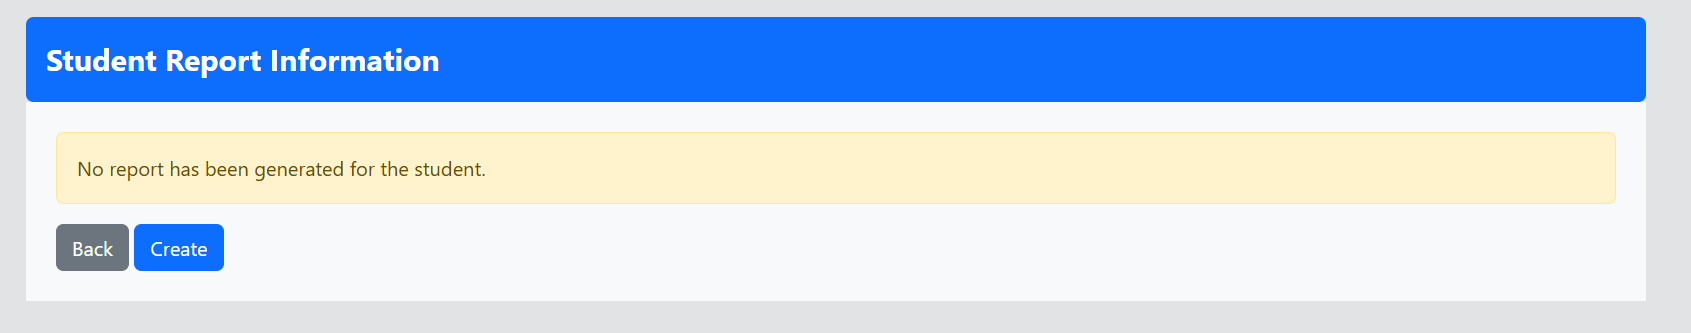 Student Report Information
No report has been generated for the student.
Back Create